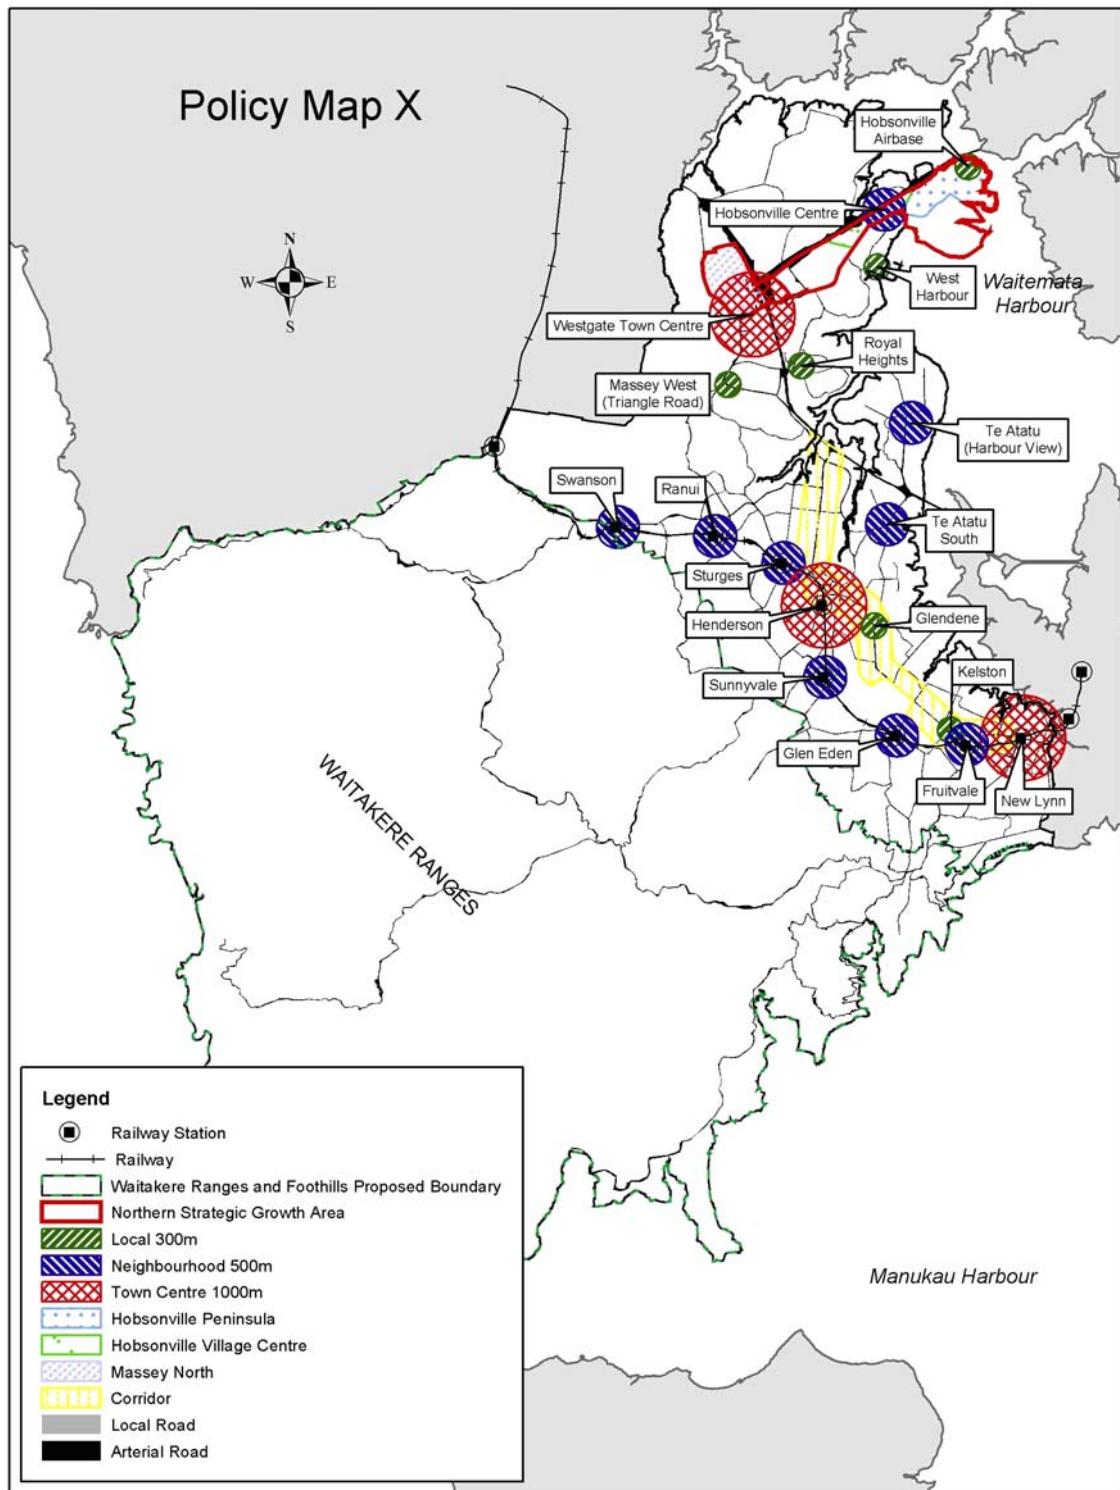 Policy Map X
N
W
E
S
Hobsonville
Airbase
Hobsonville Centre
West
Harbour
Waitemata
Harbour
Westgate Town Centre
Royal
Heights
Massey West
(Triangle Road)
Te Atatu
(Harbour View)
Swanson
Ranui
Te Atatu
South
Sturges
Henderson
Glendene
Sunnyvale
Kelston
Glen Eden
Fruitvale
New Lynn
WAITAKERE RANGES
Manukau Harbour
Legend
Railway Station
Railway
Waitakere Ranges and Foothills Proposed Boundary
Northern Strategic Growth Area
Local 300m
Neighbourhood 500m
Town Centre 1000m
Hobsonville Peninsula
Hobsonville Village Centre
Massey North
Corridor
Local Road
Arterial Road